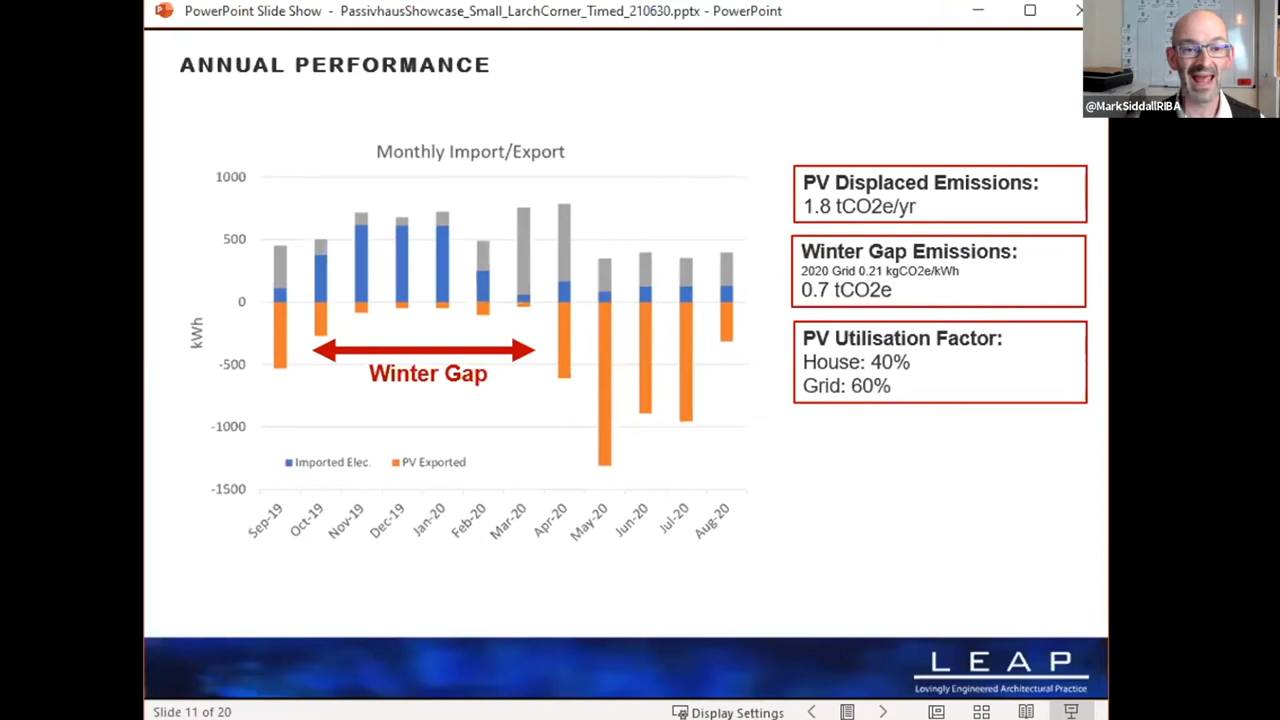 PowerPoint Slide Show - PassivhausShowcase_Small_LarchCorner_Timed_210630.pptx - PowerPoint
@MarkSiddallRIBA
ANNUAL PERFORMANCE
Monthly Import/Export
1000
500
0
-500
-1000
-1500
kWh
Winter Gap
Imported Elec.
PV Exported
Sep-19
Oct-19
Nov-19
Dec-19
Jan-20
Feb-20
Mar-20
Apr-20
May-20
Jun-20
Jul-20
Aug-20
PV Displaced Emissions:
1.8 tCO2e/yr
Winter Gap Emissions:
2020 Grid 0.21 kgCO2e/kWh
0.7 tCO2e
PV Utilisation Factor:
House: 40%
Grid: 60%
LEAP
Lovingly Engineered Architectural Practice
Slide 11 of 20
Display Settings